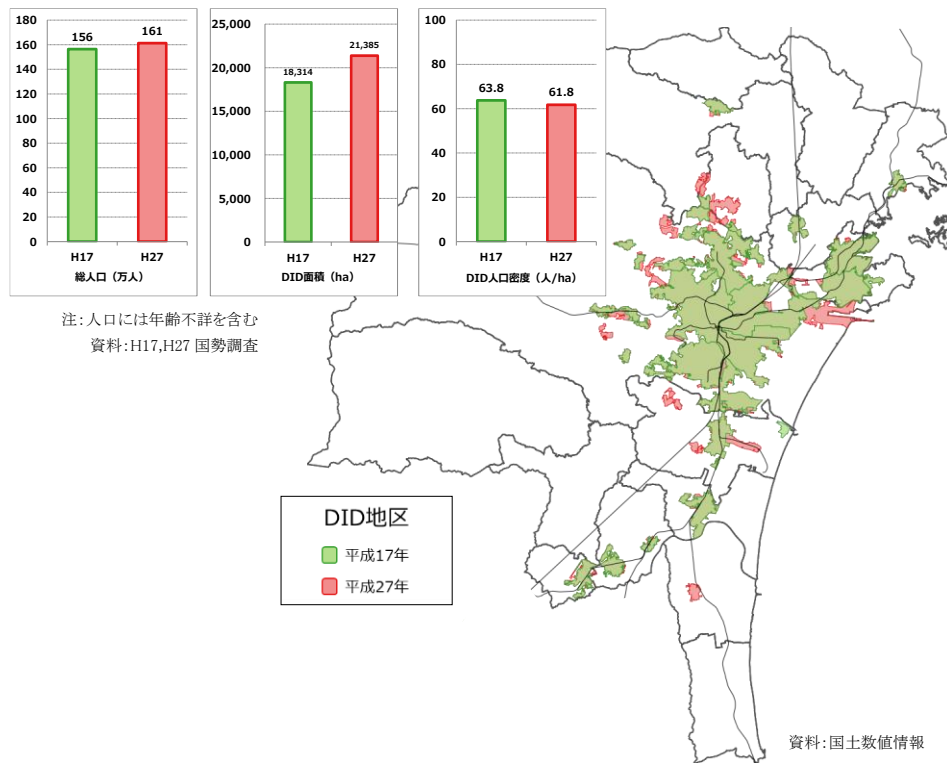 180
160
140
120
100
80
60
40
20
0
156
161
H17
H27
総人口（万人）
25,000
20,000
15,000
10,000
5,000
0
18,314
21,385
H17
H27
DID面積（ha）
100
80
60
40
20
0
63.8
61.8
H17
H27
DID人口密度（人/ha）
注:人口には年齢不詳を含む
資料:H17,H27 国勢調査
DID地区
平成17年
平成27年
資料:国土数値情報